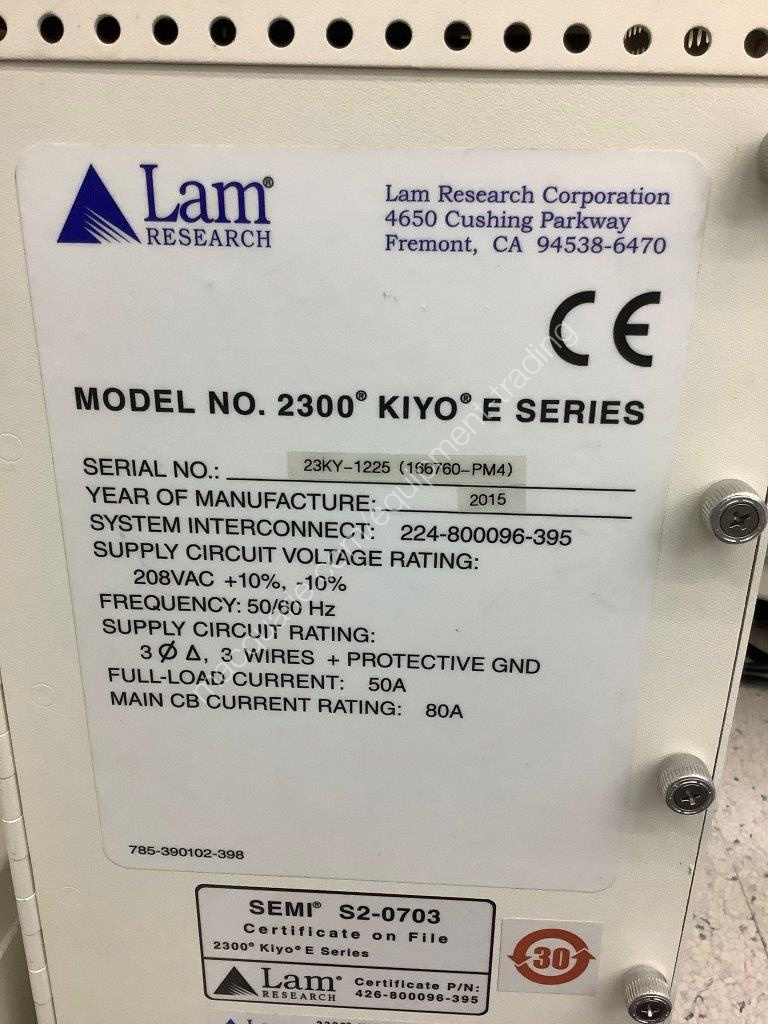 Lam®
RESEARCH
Lam Research Corporation
4650 Cushing Parkway
Fremont, CA 94538-6470
CE
MODEL NO. 2300® KIYO® E SERIES
SERIAL NO.: 23KY-1225 (166760-PM4)
YEAR OF MANUFACTURE: 2015
SYSTEM INTERCONNECT: 224-800096-395
SUPPLY CIRCUIT VOLTAGE RATING:
208VAC +10%, -10%
FREQUENCY: 50/60 Hz
SUPPLY CIRCUIT RATING:
3 Ø Δ, 3 WIRES + PROTECTIVE GND
FULL-LOAD CURRENT: 50A
MAIN CB CURRENT RATING: 80A
785-390102-398
SEMI® S2-0703
Certificate on File
2300® Kiyo® E Series
Lam®
RESEARCH
Certificate P/N:
426-800096-395
30